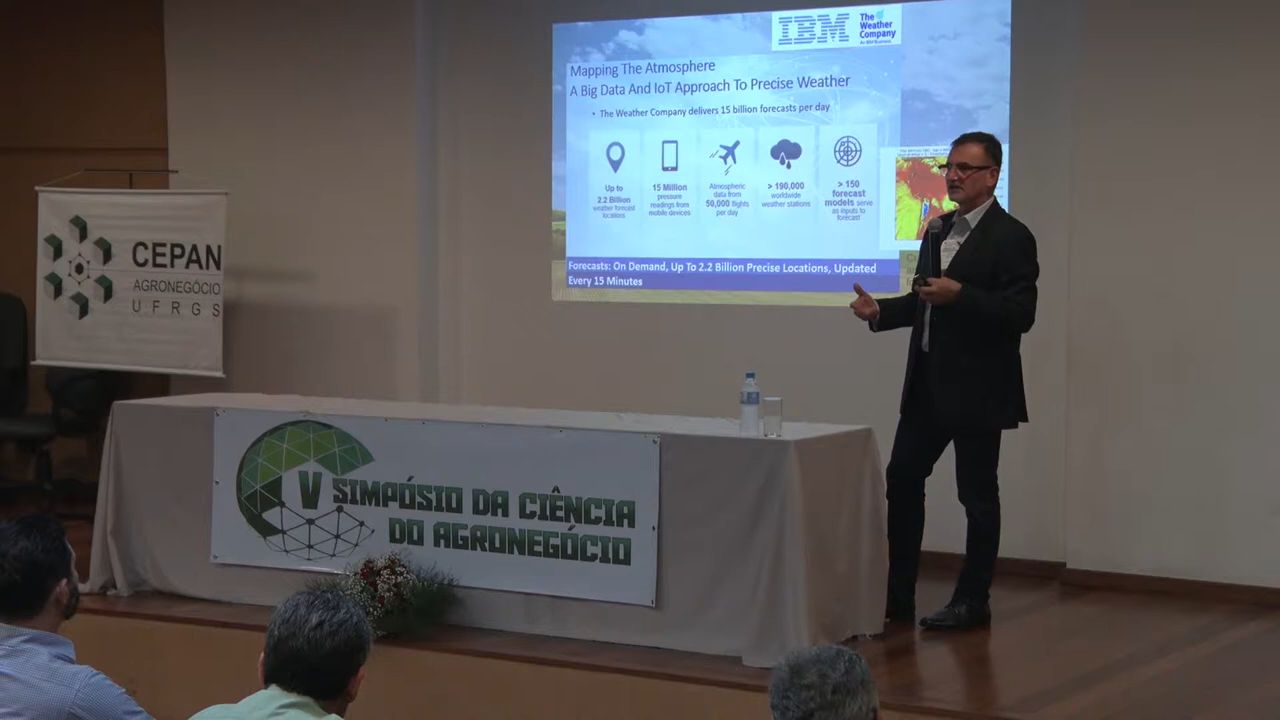 IBM
The
Weather
Company
An IBM Business
Mapping The Atmosphere
A Big Data And IoT Approach To Precise Weather
• The Weather Company delivers 15 billion forecasts per day
Up to
2.2 Billion
weather forecast
locations
15 Million
pressure
readings from
mobile devices
Atmospheric
data from
50,000 flights
per day
> 190,000
worldwide
weather stations
> 150
forecast
models serve
as inputs to
forecast
Forecasts: On Demand, Up To 2.2 Billion Precise Locations, Updated
Every 15 Minutes
CEPAN
AGRONEGÓCIO
UFRGS
V SIMPÓSIO DA CIÊNCIA
DO AGRONEGÓCIO